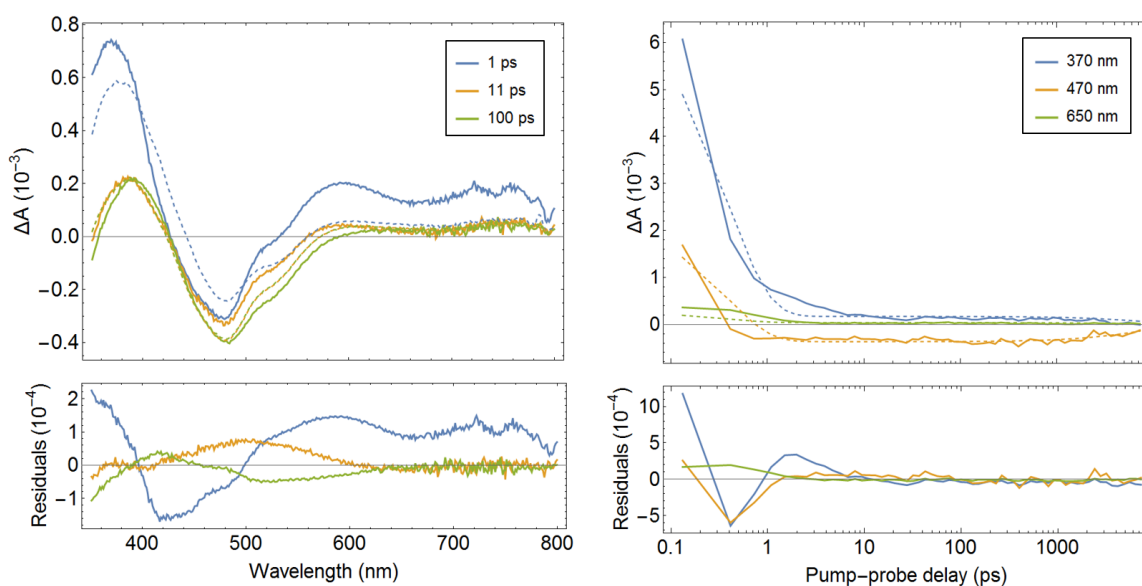 0.8
0.6
0.4
0.2
0.0
−0.2
−0.4
ΔA (10⁻³)
1 ps
11 ps
100 ps
2
1
0
−1
Residuals (10⁻⁴)
400
500
600
700
800
Wavelength (nm)
6
5
4
3
2
1
0
ΔA (10⁻³)
370 nm
470 nm
650 nm
10
5
0
−5
Residuals (10⁻⁴)
0.1
1
10
100
1000
Pump−probe delay (ps)